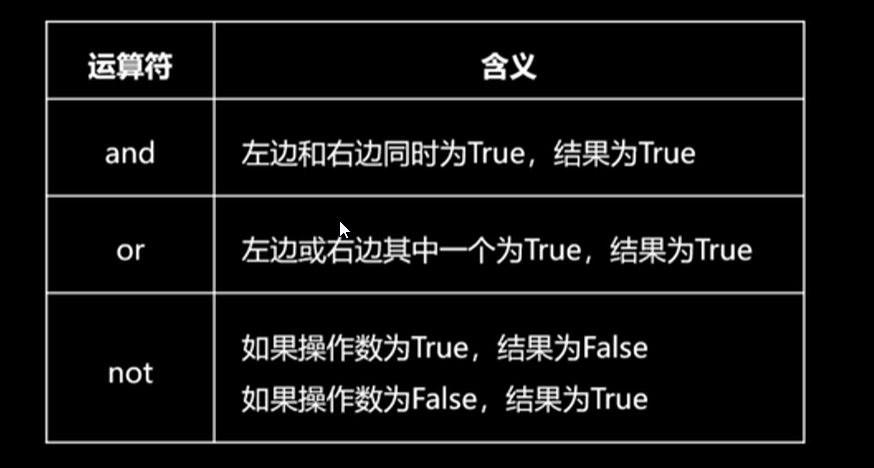 运算符 含义
and 左边和右边同时为True，结果为True
or 左边或右边其中一个为True，结果为True
not
如果操作数为True，结果为False
如果操作数为False，结果为True